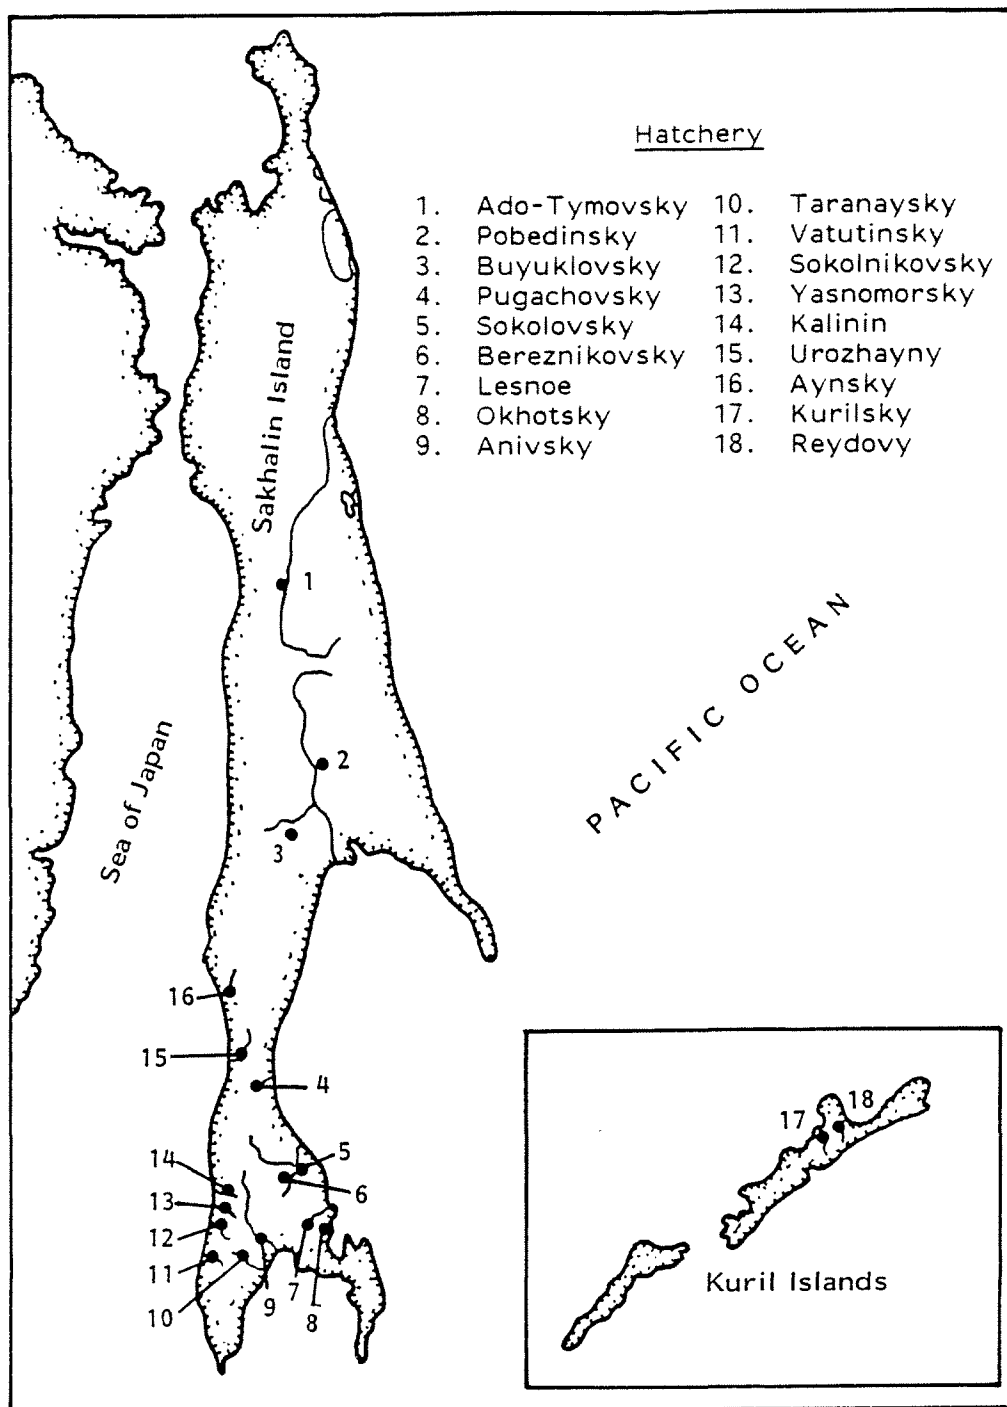 Hatchery
1. Ado-Tymovsky
2. Pobedinsky
3. Buyuklovsky
4. Pugachovsky
5. Sokolovsky
6. Bereznikovsky
7. Lesnoe
8. Okhotsky
9. Anivsky
10. Taranaysky
11. Vatutinsky
12. Sokolnikovsky
13. Yasnomorsky
14. Kalinin
15. Urozhayny
16. Aynsky
17. Kurilsky
18. Reydovy
Sakhalin Island
1
PACIFIC OCEAN
Sea of Japan
2
3
16
15
4
5
14
6
13
12
11
10
9
7
8
17
18
Kuril Islands